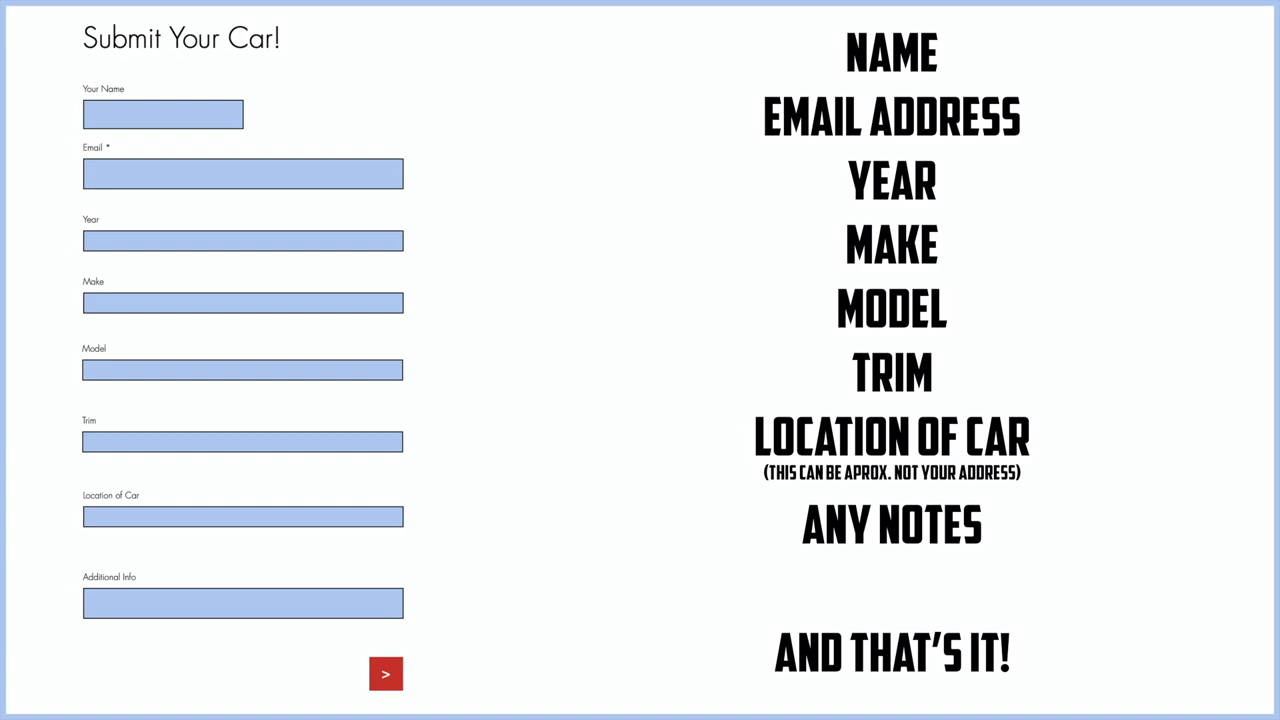 Submit Your Car!
Your Name
Email *
Year
Make
Model
Trim
Location of Car
Additional Info
>
NAME
EMAIL ADDRESS
YEAR
MAKE
MODEL
TRIM
LOCATION OF CAR
(THIS CAN BE APROX. NOT YOUR ADDRESS)
ANY NOTES
AND THAT'S IT!